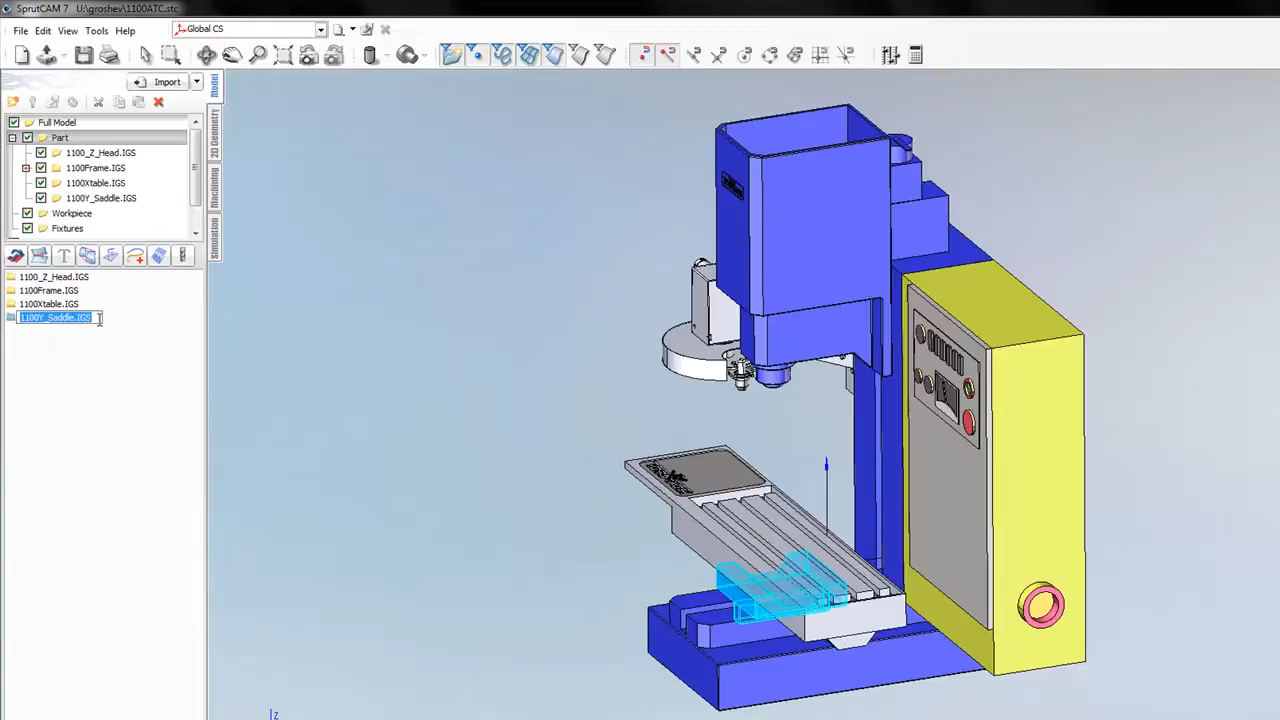 SprutCAM 7 U:\groshev\1100ATC.stc
File Edit View Tools Help
Global CS
Import
Full Model
Part
1100_Z_Head.IGS
1100Frame.IGS
1100Xtable.IGS
1100Y_Saddle.IGS
Workpiece
Fixtures
Model
2D Geometry
Machining
Simulation
1100_Z_Head.IGS
1100Frame.IGS
1100Xtable.IGS
1100Y_Saddle.IGS
Z